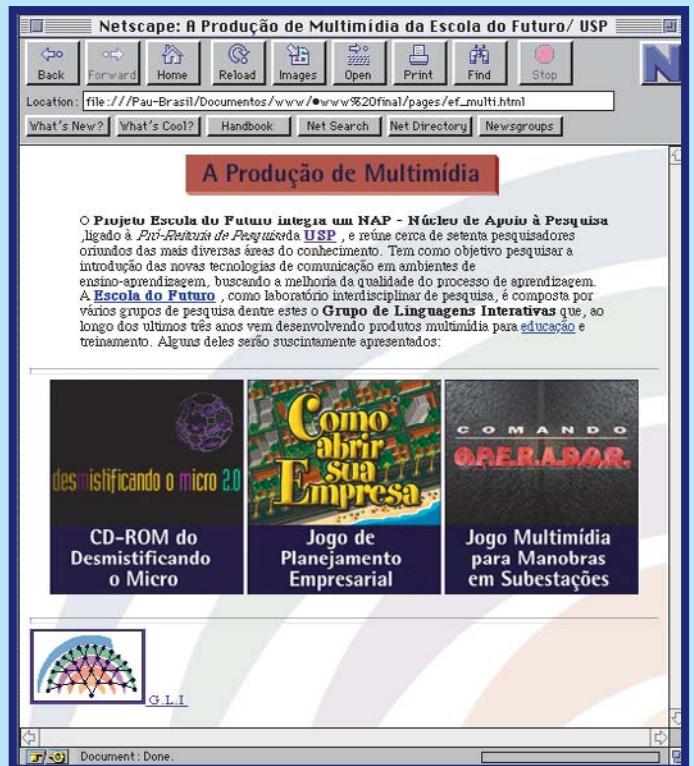 Netscape: A Produção de Multimídia da Escola do Futuro/ USP
Back Forward Home Reload Images Open Print Find Stop
N
Location: file:///Pau-Brasil/Documentos/www/●www%20final/pages/ef_multi.html
What's New? What's Cool? Handbook Net Search Net Directory Newsgroups
A Produção de Multimídia
O Projeto Escola do Futuro integra um NAP - Núcleo de Apoio à Pesquisa
,ligado à Pró-Reitoria de Pesquisa da USP , e reúne cerca de setenta pesquisadores
oriundos das mais diversas áreas do conhecimento. Tem como objetivo pesquisar a
introdução das novas tecnologias de comunicação em ambientes de
ensino-aprendizagem, buscando a melhoria da qualidade do processo de aprendizagem.
A Escola do Futuro , como laboratório interdisciplinar de pesquisa, é composta por
vários grupos de pesquisa dentre estes o Grupo de Linguagens Interativas que, ao
longo dos ultimos três anos vem desenvolvendo produtos multimídia para educação e
treinamento. Alguns deles serão suscintamente apresentados:
desmistificando o micro 2.0
CD-ROM do
Desmistificando
o Micro
Como
abrir
sua
Empresa
Jogo de
Planejamento
Empresarial
COMANDO
O.P.E.R.A.D.O.R.
Jogo Multimídia
para Manobras
em Subestações
G.L.I
Document: Done.